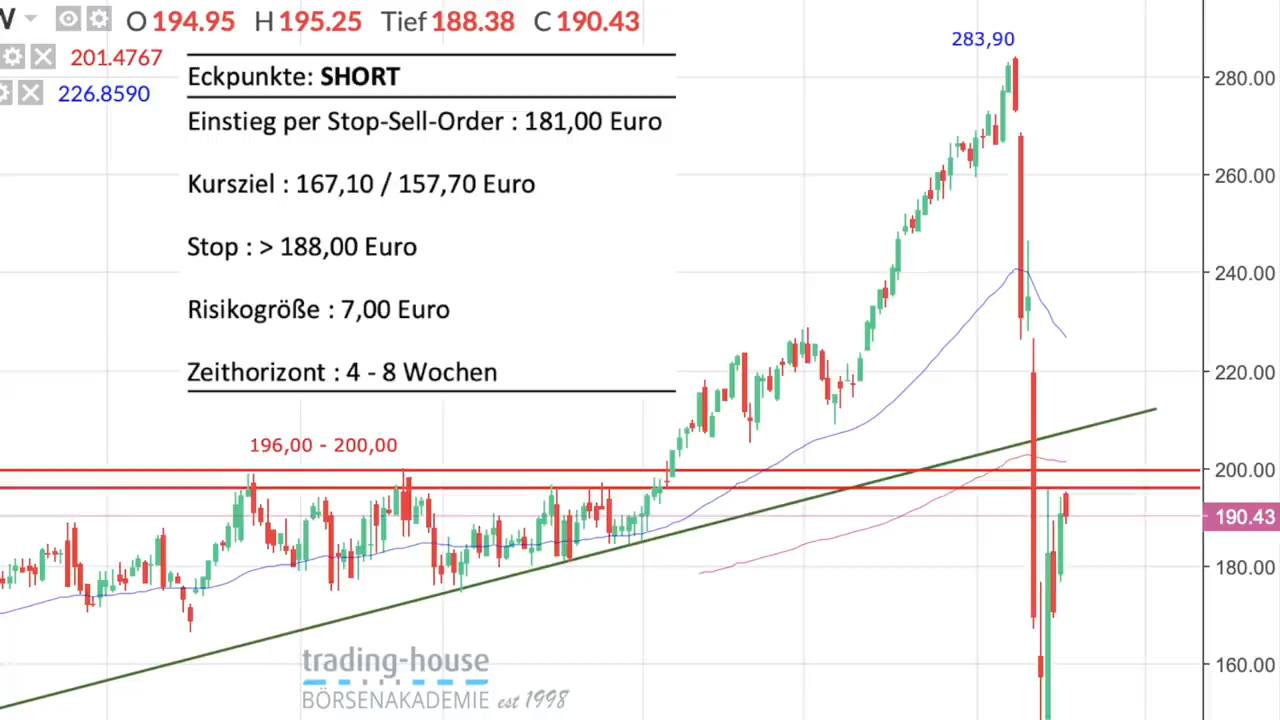 V O 194.95 H 195.25 Tief 188.38 C 190.43
201.4767
226.8590
Eckpunkte: SHORT
Einstieg per Stop-Sell-Order : 181,00 Euro
Kursziel : 167,10 / 157,70 Euro
Stop : > 188,00 Euro
Risikogröße : 7,00 Euro
Zeithorizont : 4 - 8 Wochen
283,90
196,00 - 200,00
280.00
260.00
240.00
220.00
200.00
190.43
180.00
160.00
trading-house
BÖRSENAKADEMIE est 1998